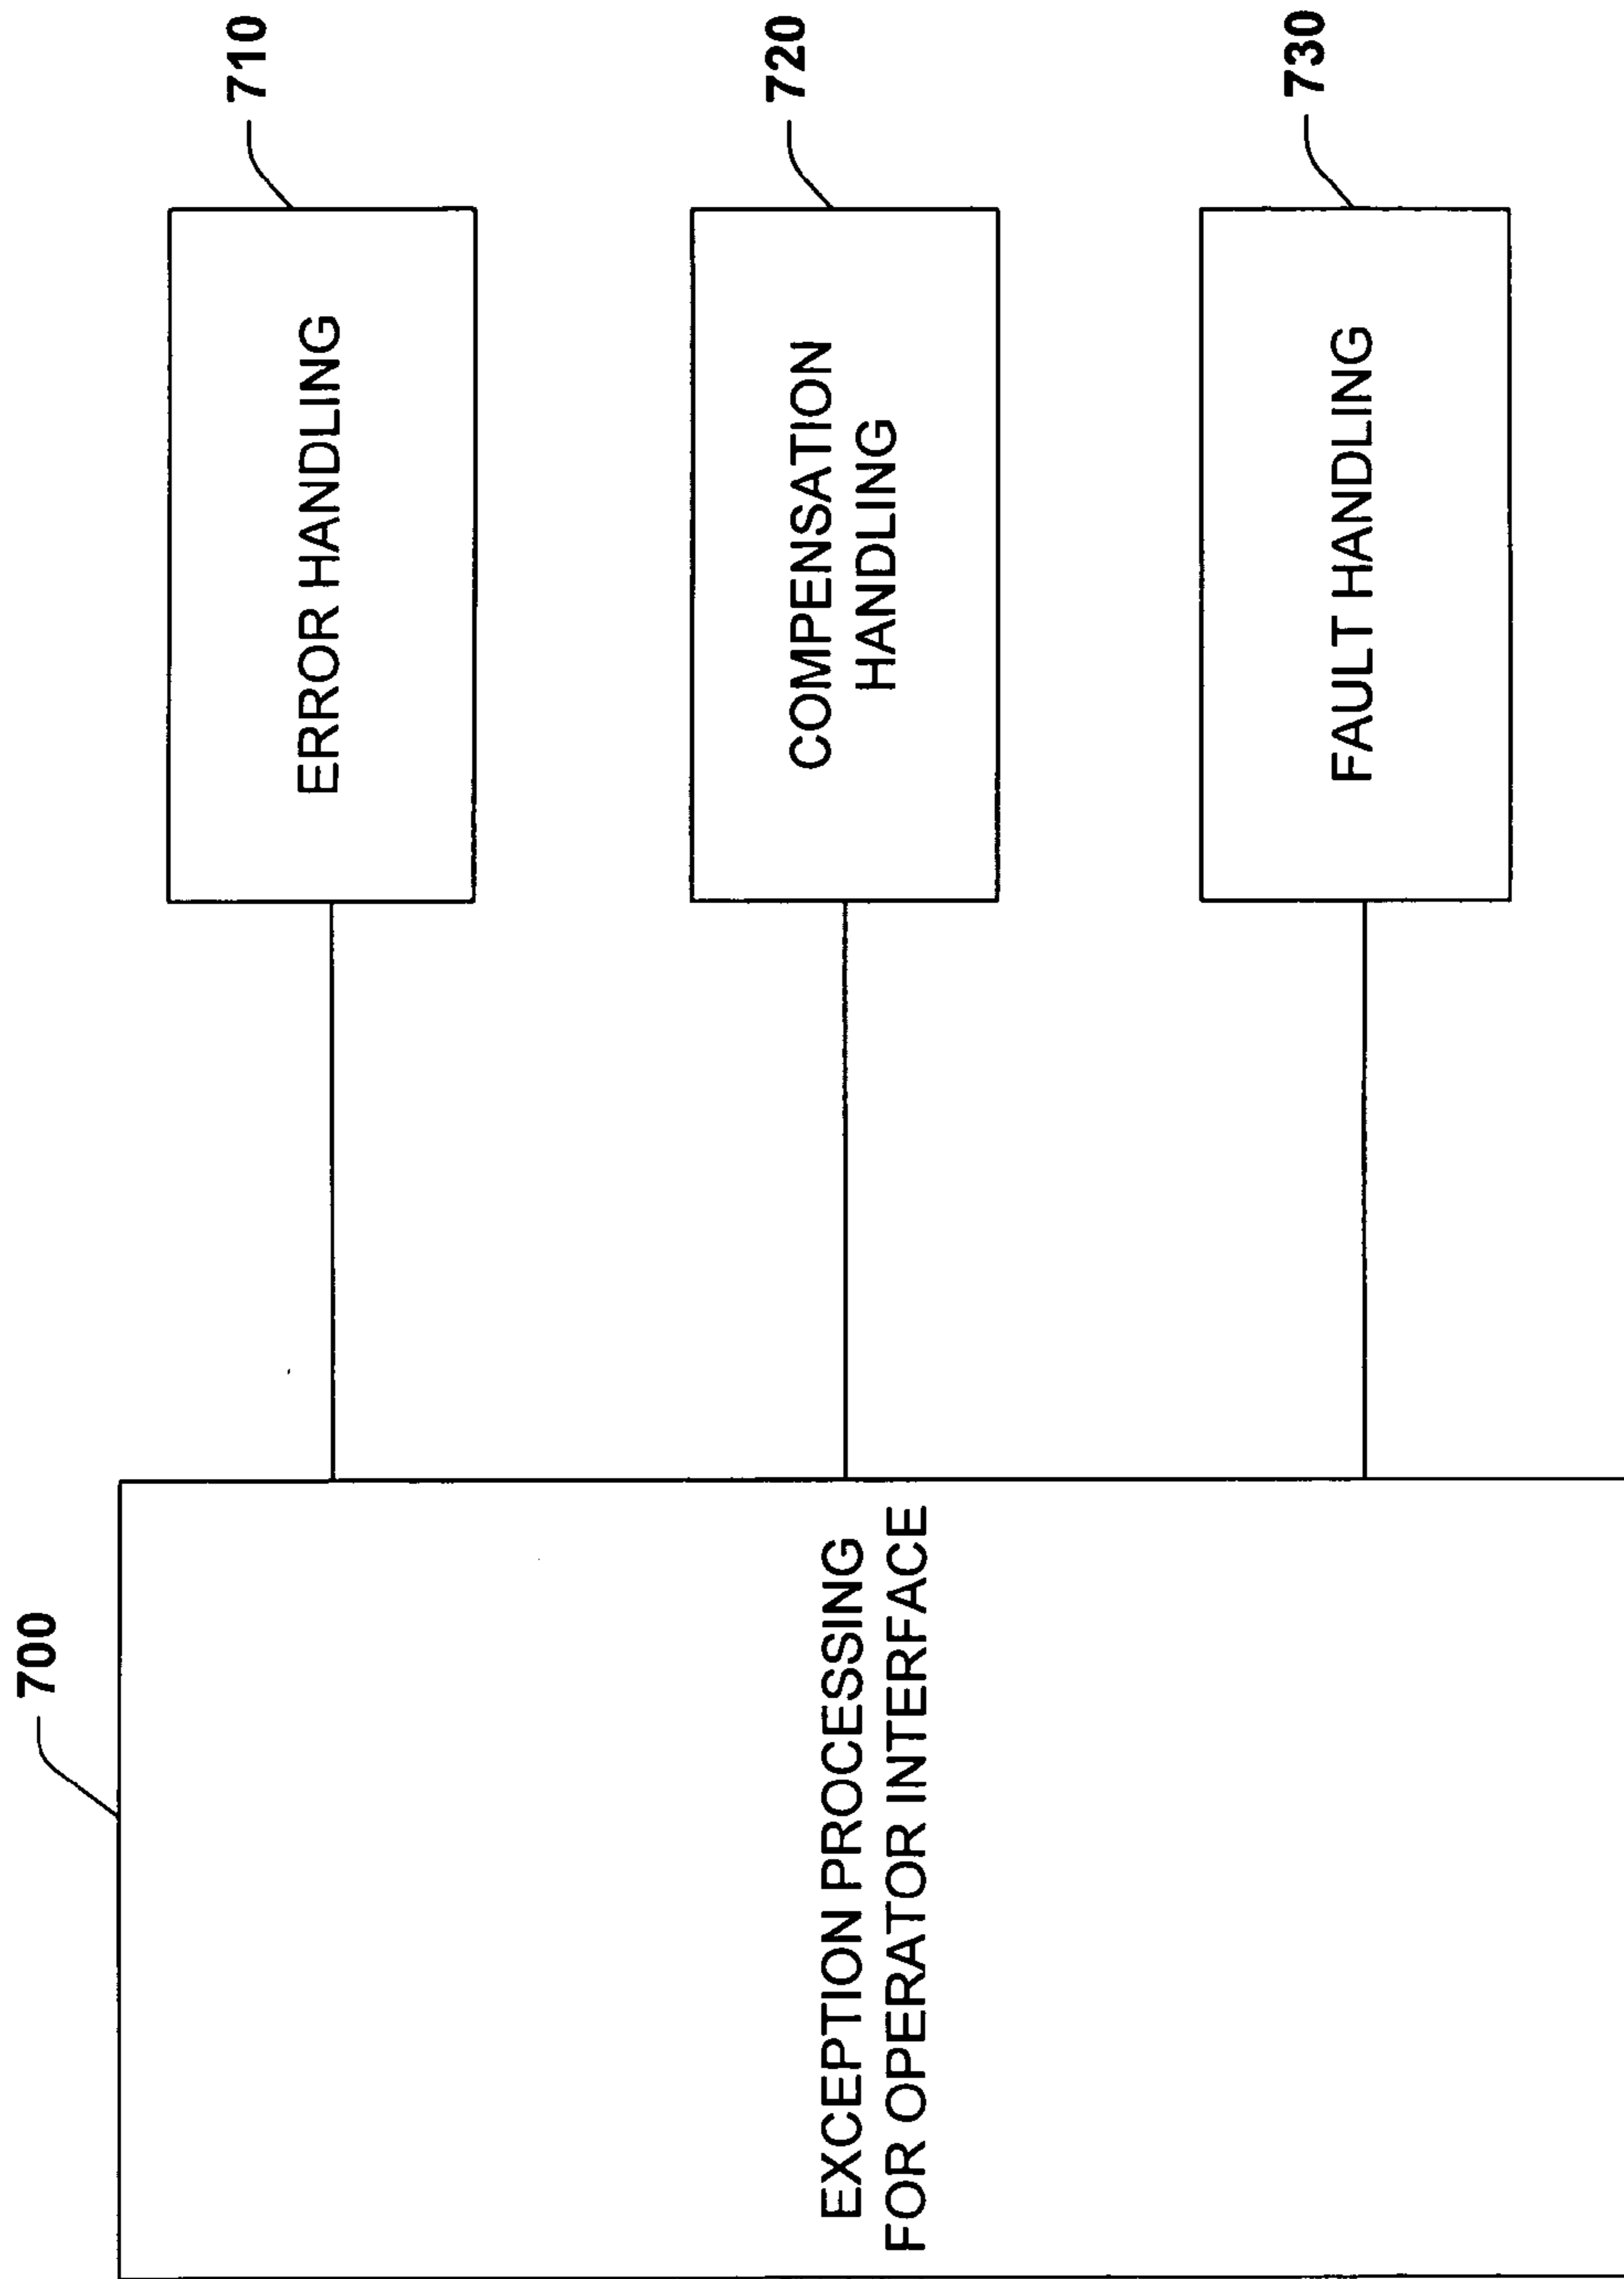 700
EXCEPTION PROCESSING
FOR OPERATOR INTERFACE
ERROR HANDLING
710
COMPENSATION
HANDLING
720
FAULT HANDLING
730